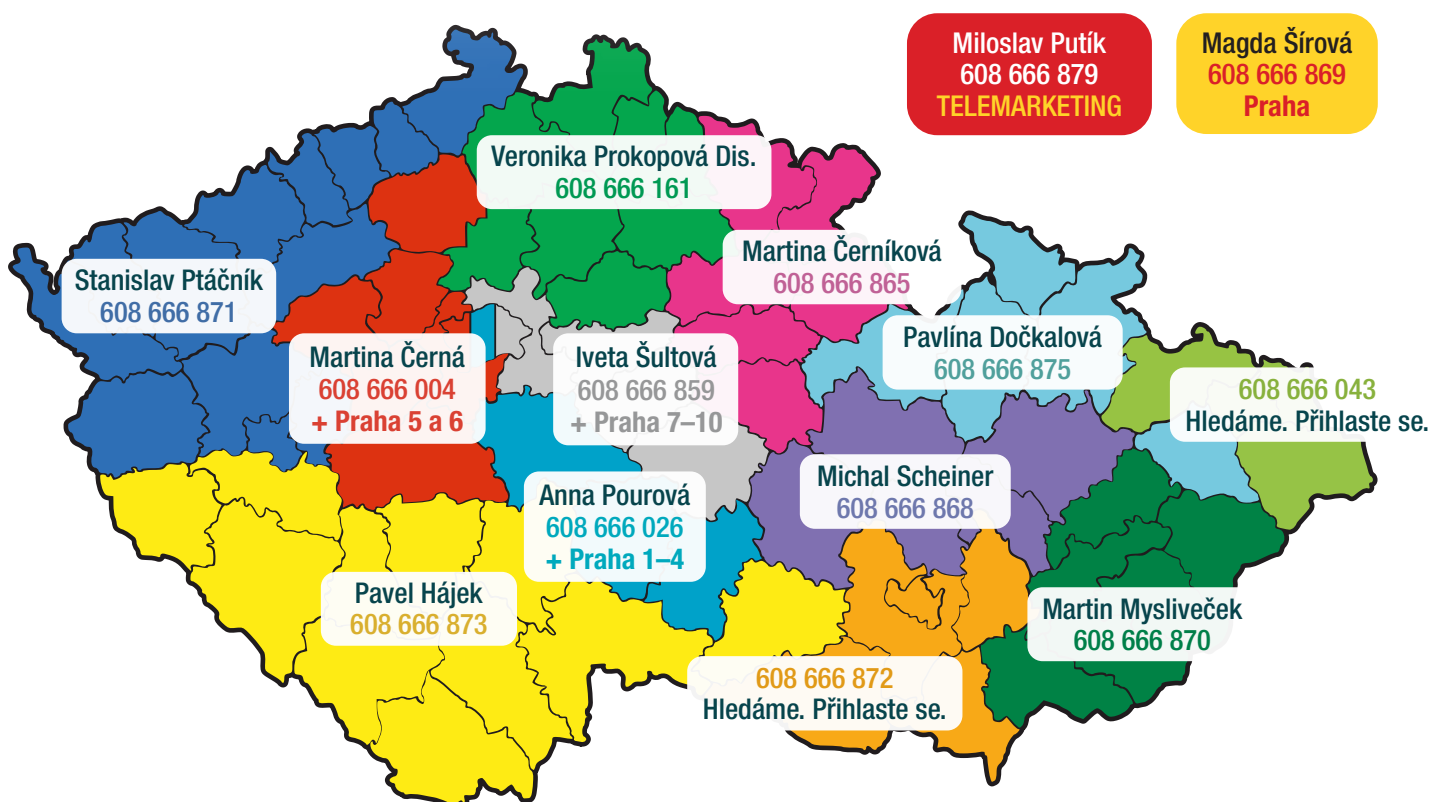 Miloslav Putík
608 666 879
TELEMARKETING
Magda Šírová
608 666 869
Praha
Veronika Prokopová Dis.
608 666 161
Martina Černíková
608 666 865
Stanislav Ptáčník
608 666 871
Martina Černá
608 666 004
+ Praha 5 a 6
Iveta Šultová
608 666 859
+ Praha 7–10
Pavlína Dočkalová
608 666 875
608 666 043
Hledáme. Přihlaste se.
Anna Pourová
608 666 026
+ Praha 1–4
Michal Scheiner
608 666 868
Pavel Hájek
608 666 873
Martin Mysliveček
608 666 870
608 666 872
Hledáme. Přihlaste se.